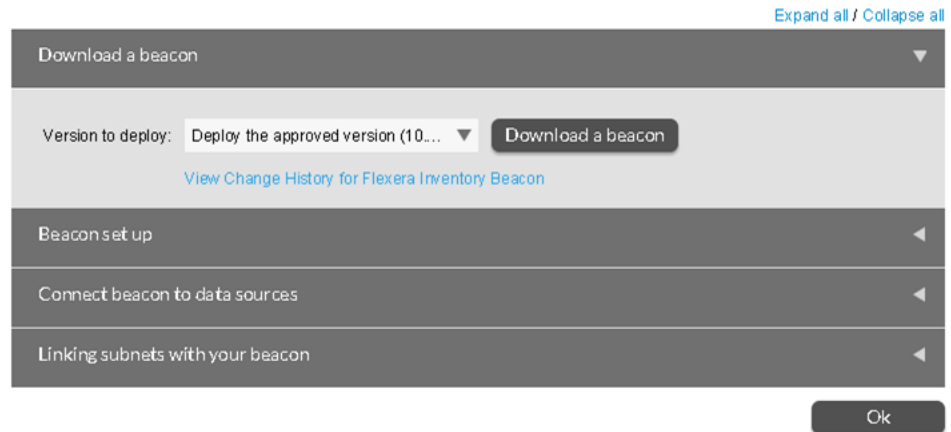 Expand all / Collapse all
Download a beacon
Version to deploy: Deploy the approved version (10.... Download a beacon
View Change History for Flexera Inventory Beacon
Beacon set up
Connect beacon to data sources
Linking subnets with your beacon
Ok